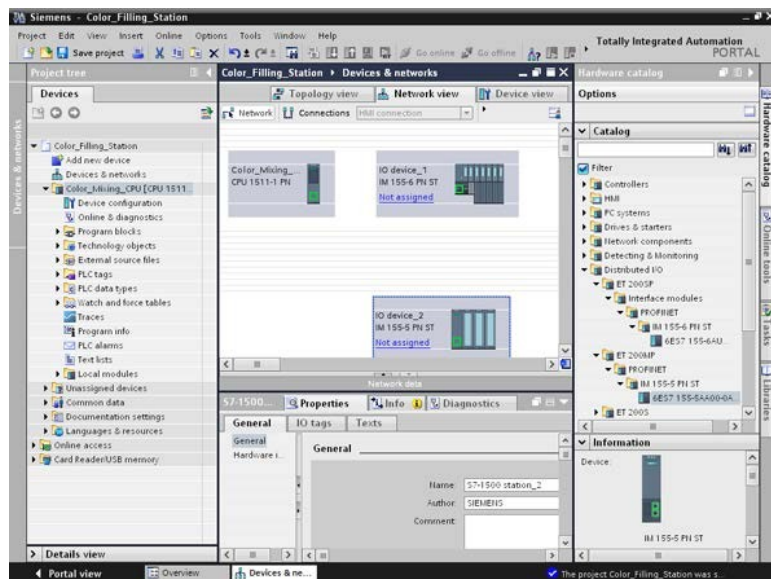 Siemens - Color_Filling_Station
Project Edit View Insert Online Options Tools Window Help
Save project
Go online
Go offline
Totally Integrated Automation
PORTAL
Project tree
Devices
Devices & networks
Color_Filling_Station
Add new device
Devices & networks
Color_Mixing_CPU [CPU 1511...
Device configuration
Online & diagnostics
Program blocks
Technology objects
External source files
PLC tags
PLC data types
Watch and force tables
Traces
Program info
PLC alarms
Text lists
Local modules
Unassigned devices
Common data
Documentation settings
Languages & resources
Online access
Card Reader/USB memory
Details view
Color_Filling_Station ▸ Devices & networks
Topology view
Network view
Device view
Network
Connections
HMI connection
Color_Mixing_...
CPU 1511-1 PN
IO device_1
IM 155-6 PN ST
Not assigned
IO device_2
IM 155-5 PN ST
Not assigned
Network data
S7-1500...
Properties
Info
Diagnostics
General
IO tags
Texts
General
Hardware i...
General
Name: S7-1500 station_2
Author: SIEMENS
Comment:
Hardware catalog
Options
Catalog
Filter
Controllers
HMI
PC systems
Drives & starters
Network components
Detecting & Monitoring
Distributed I/O
ET 200SP
Interface modules
PROFINET
IM 155-6 PN ST
6ES7 155-6AU...
ET 200MP
PROFINET
IM 155-5 PN ST
6ES7 155-5AA00-0A...
ET 200S
Information
Device:
IM 155-5 PN ST
Hardware catalog
Online tools
Tasks
Libraries
Portal view
Overview
Devices & ne...
The project Color_Filling_Station was s...